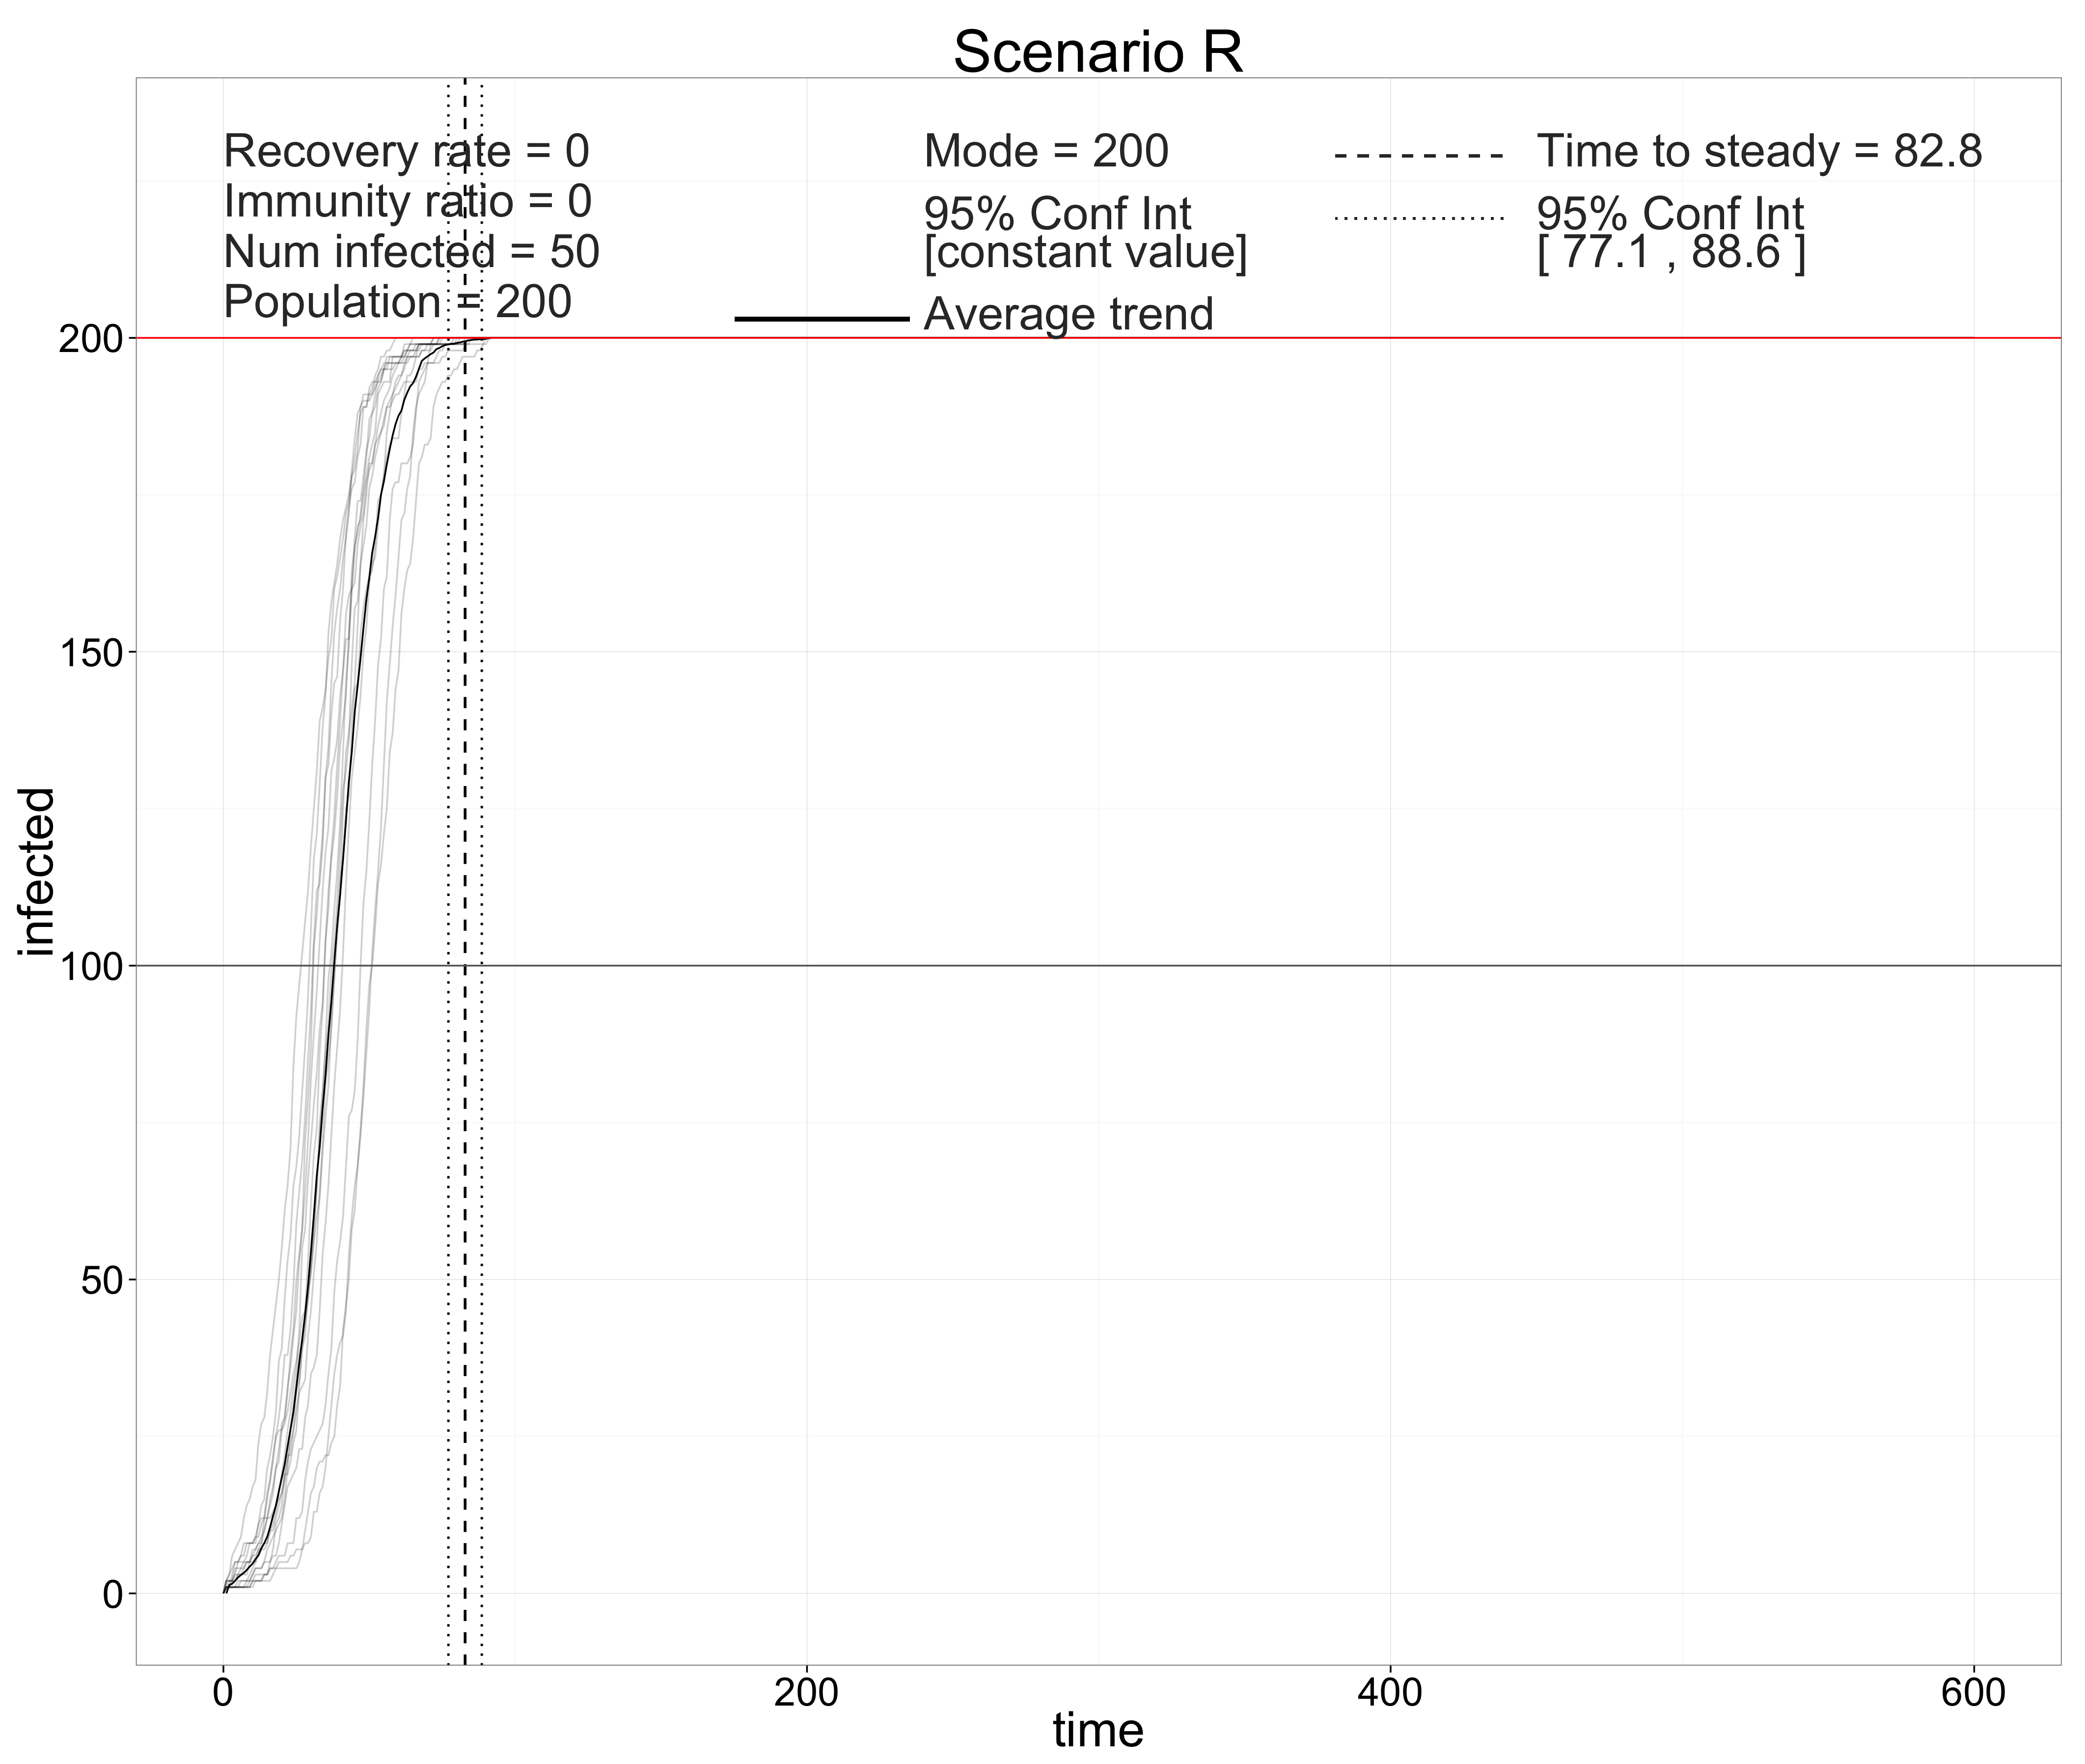 Scenario R
Recovery rate = 0
Immunity ratio = 0
Num infected = 50
Population = 200
Mode = 200
95% Conf Int
[constant value]
Average trend
Time to steady = 82.8
95% Conf Int
[ 77.1 , 88.6 ]
infected
200
150
100
50
0
0
200
400
600
time